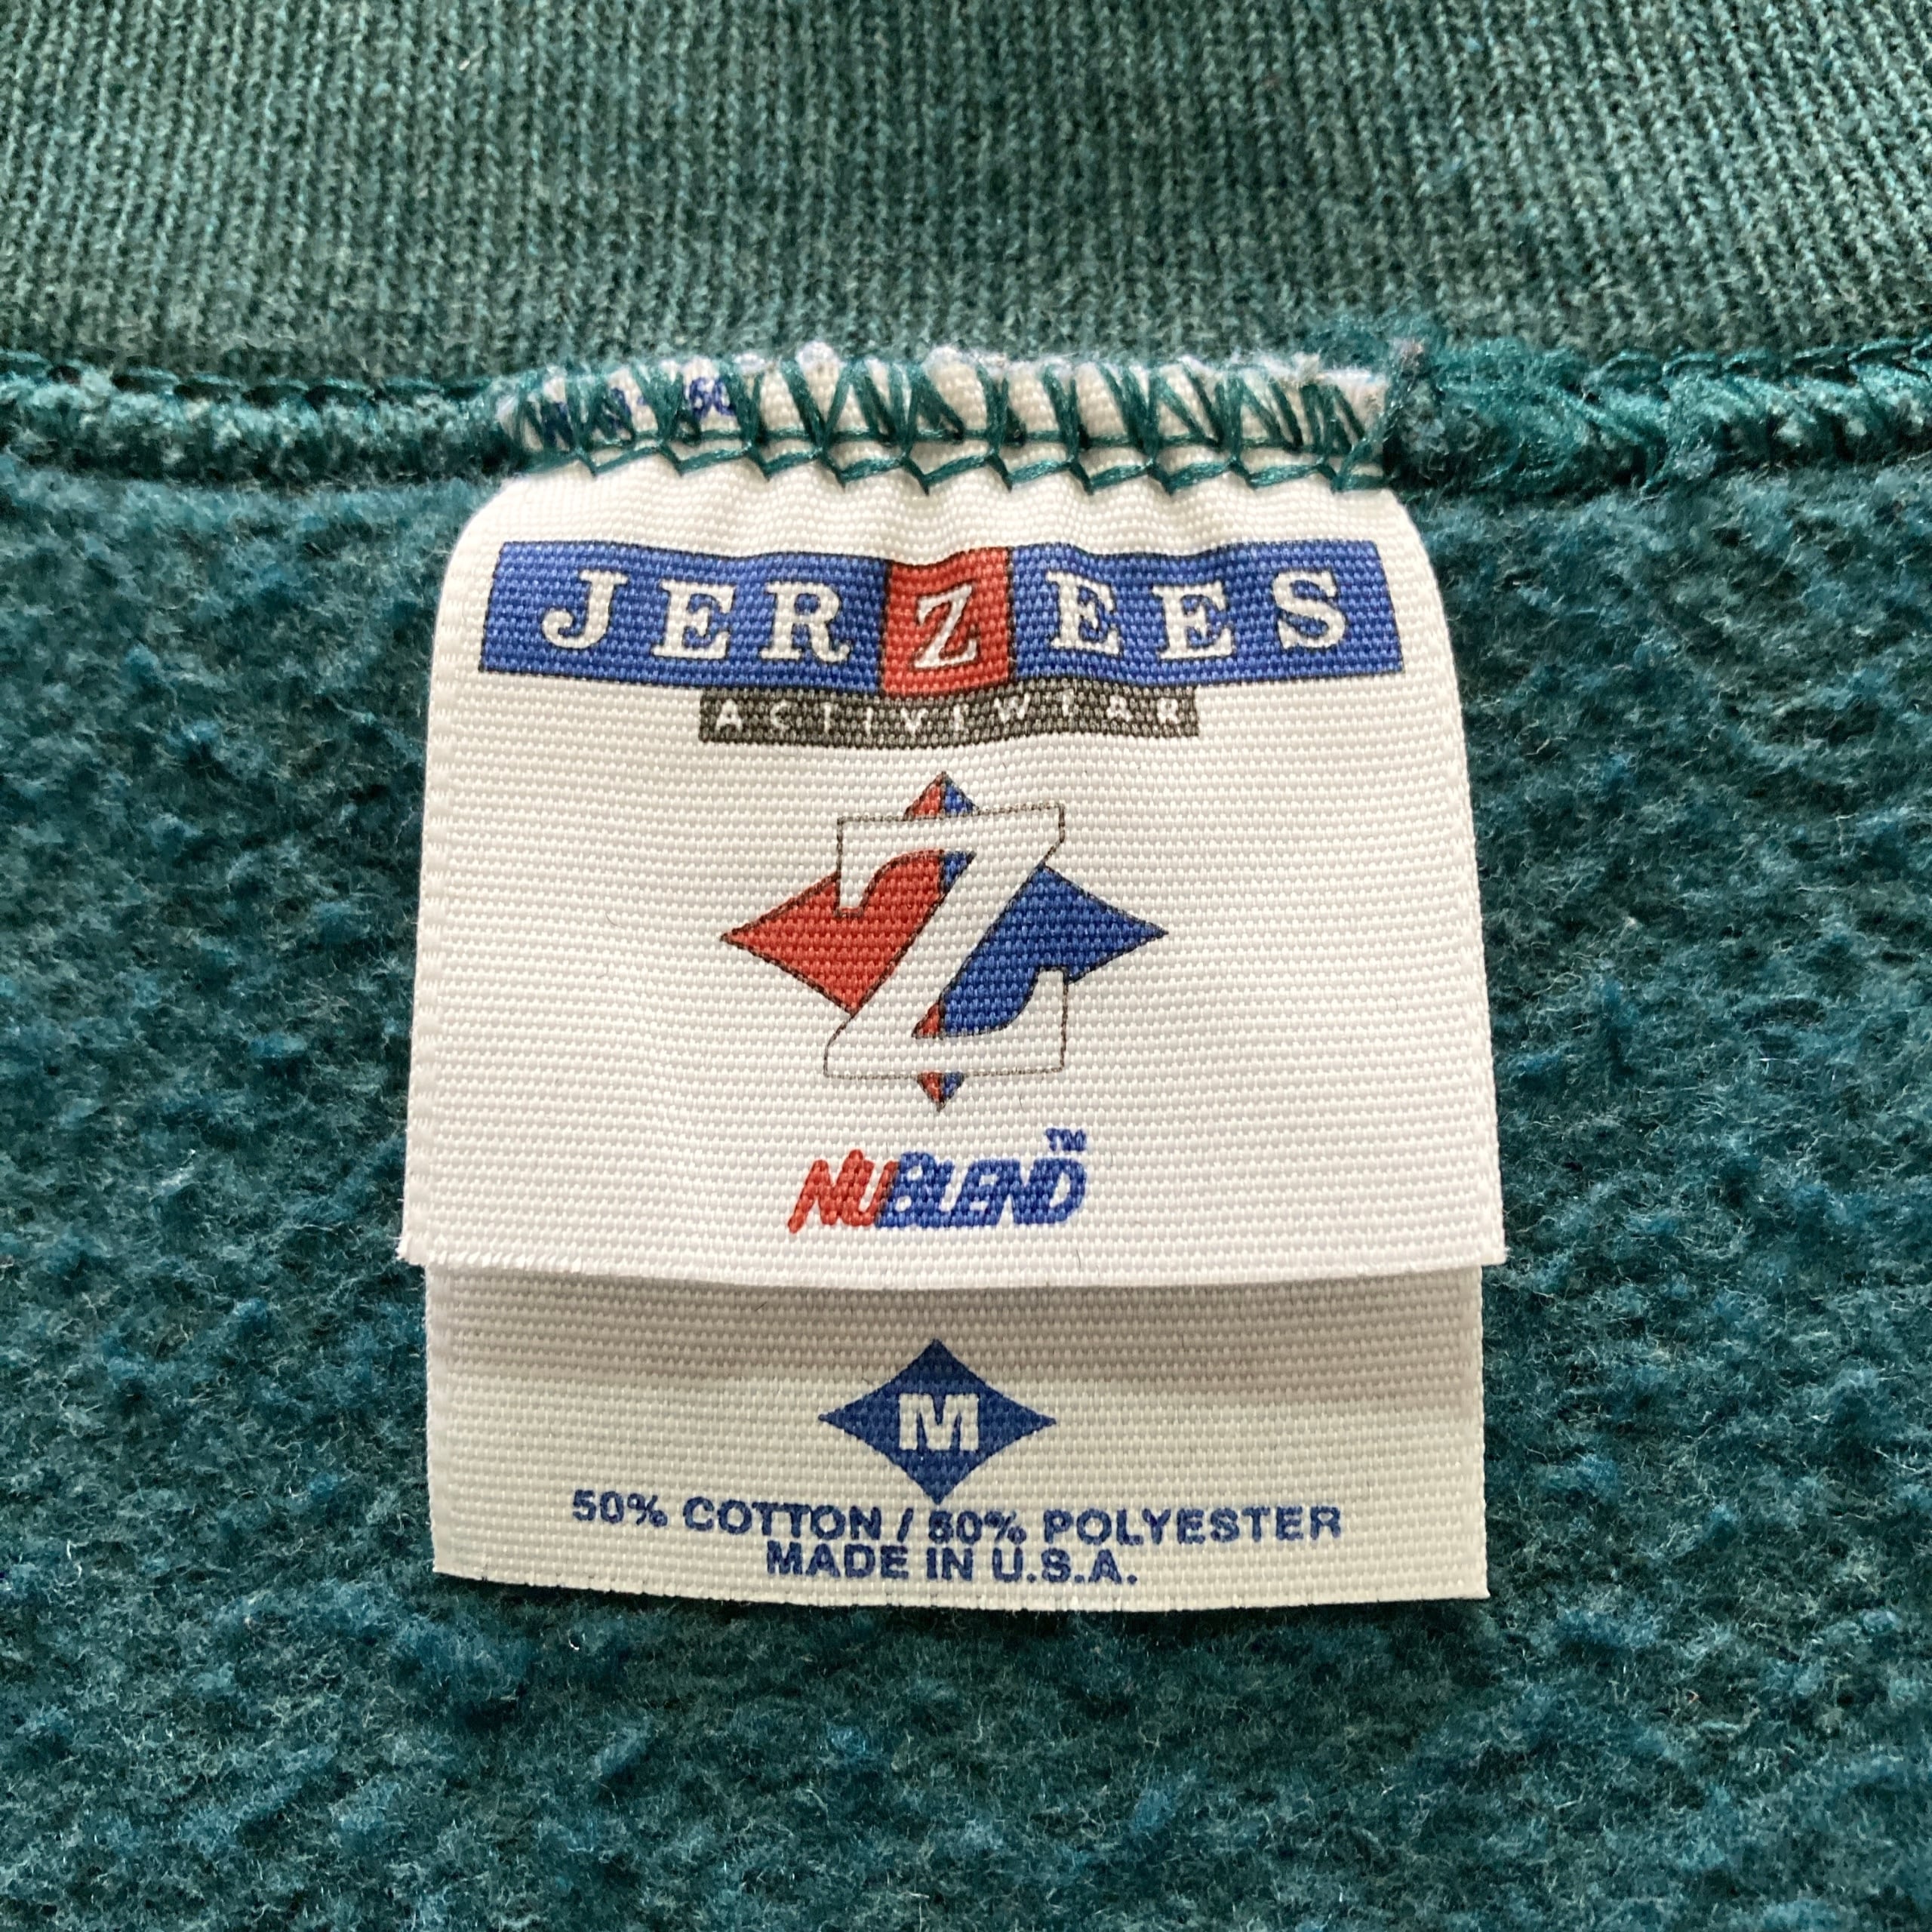 JERZEES
ACTIVEWEAR
Z
NUBLEND™
M
50% COTTON / 50% POLYESTER
MADE IN U.S.A.